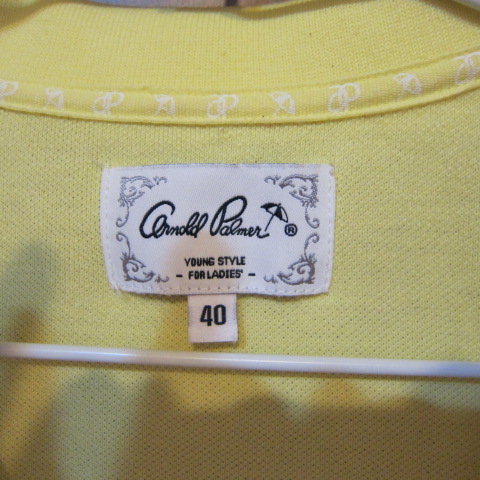 Arnold Palmer ®
YOUNG STYLE
- FOR LADIES' -
40